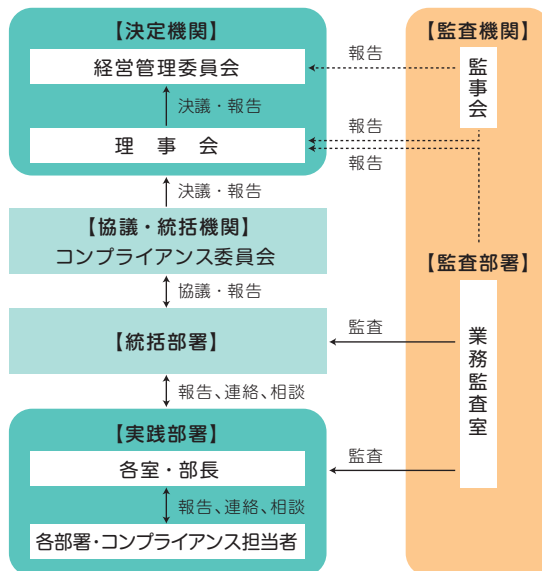 【決定機関】
経営管理委員会
決議・報告
理事会
決議・報告
【協議・統括機関】
コンプライアンス委員会
協議・報告
【統括部署】
報告、連絡、相談
【実践部署】
各室・部長
報告、連絡、相談
各部署・コンプライアンス担当者
報告
報告
報告
監査
監査
【監査機関】
監事会
【監査部署】
業務監査室